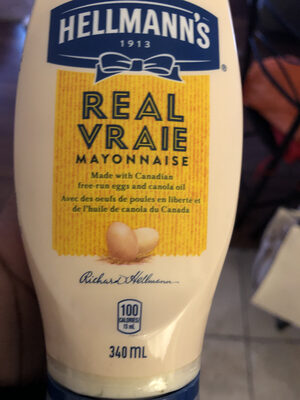 HELLMANN'S
1913
®
REAL
VRAIE
MAYONNAISE
Made with Canadian
free-run eggs and canola oil
Avec des oeufs de poules en liberté et
de l'huile de canola du Canada
Richard Hellmann
100
CALORIES/
15 mL
340 mL